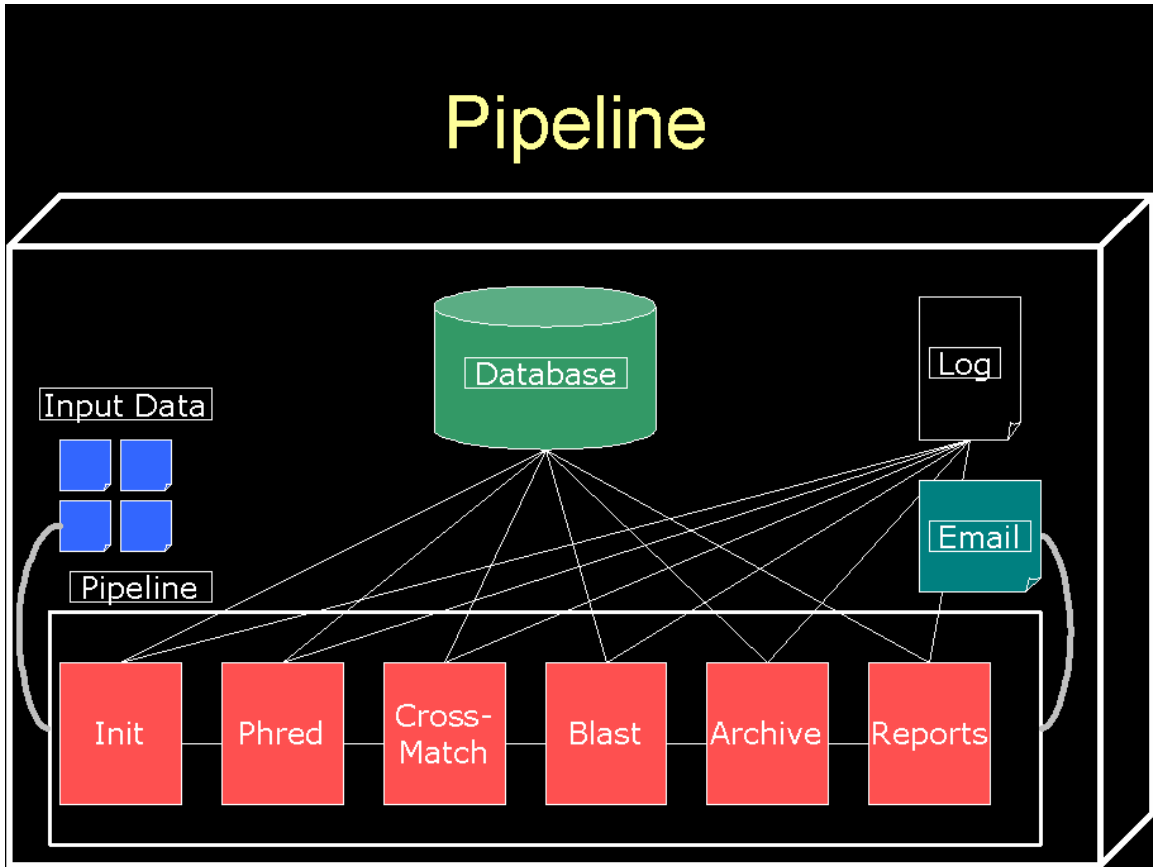 Pipeline
Database
Log
Input Data
Email
Pipeline
Init
Phred
Cross-
Match
Blast
Archive
Reports